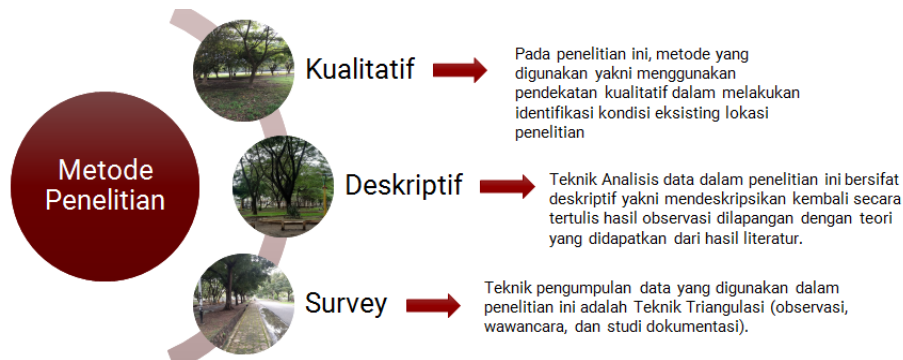 Metode
Penelitian
Kualitatif
Pada penelitian ini, metode yang
digunakan yakni menggunakan
pendekatan kualitatif dalam melakukan
identifikasi kondisi eksisting lokasi
penelitian
Deskriptif
Teknik Analisis data dalam penelitian ini bersifat
deskriptif yakni mendeskripsikan kembali secara
tertulis hasil observasi dilapangan dengan teori
yang didapatkan dari hasil literatur.
Survey
Teknik pengumpulan data yang digunakan dalam
penelitian ini adalah Teknik Triangulasi (observasi,
wawancara, dan studi dokumentasi).